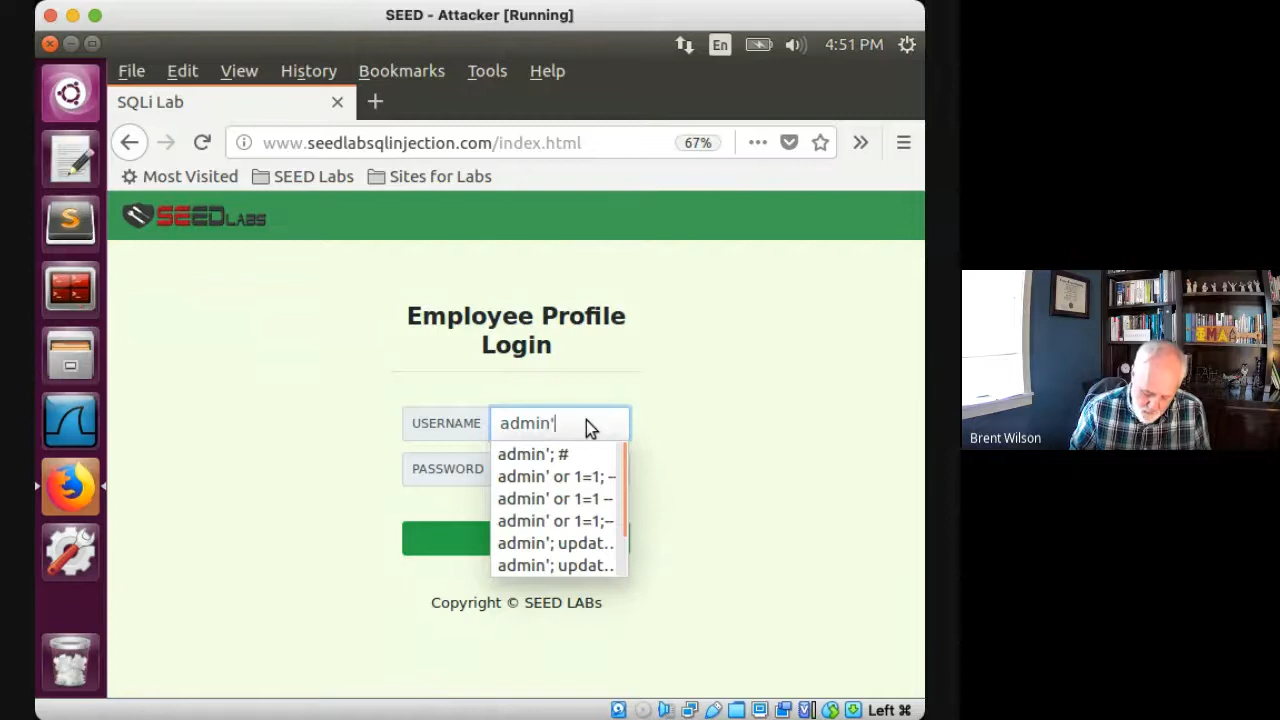 SEED - Attacker [Running]
En
4:51 PM
File Edit View History Bookmarks Tools Help
SQLi Lab
www.seedlabsqlinjection.com/index.html
67%
Most Visited SEED Labs Sites for Labs
SEEDLABS
Employee Profile
Login
USERNAME admin'
admin'; #
PASSWORD
admin' or 1=1; --
admin' or 1=1 --
admin' or 1=1;--
admin'; updat..
admin'; updat..
Copyright © SEED LABs
Left ⌘
Brent Wilson